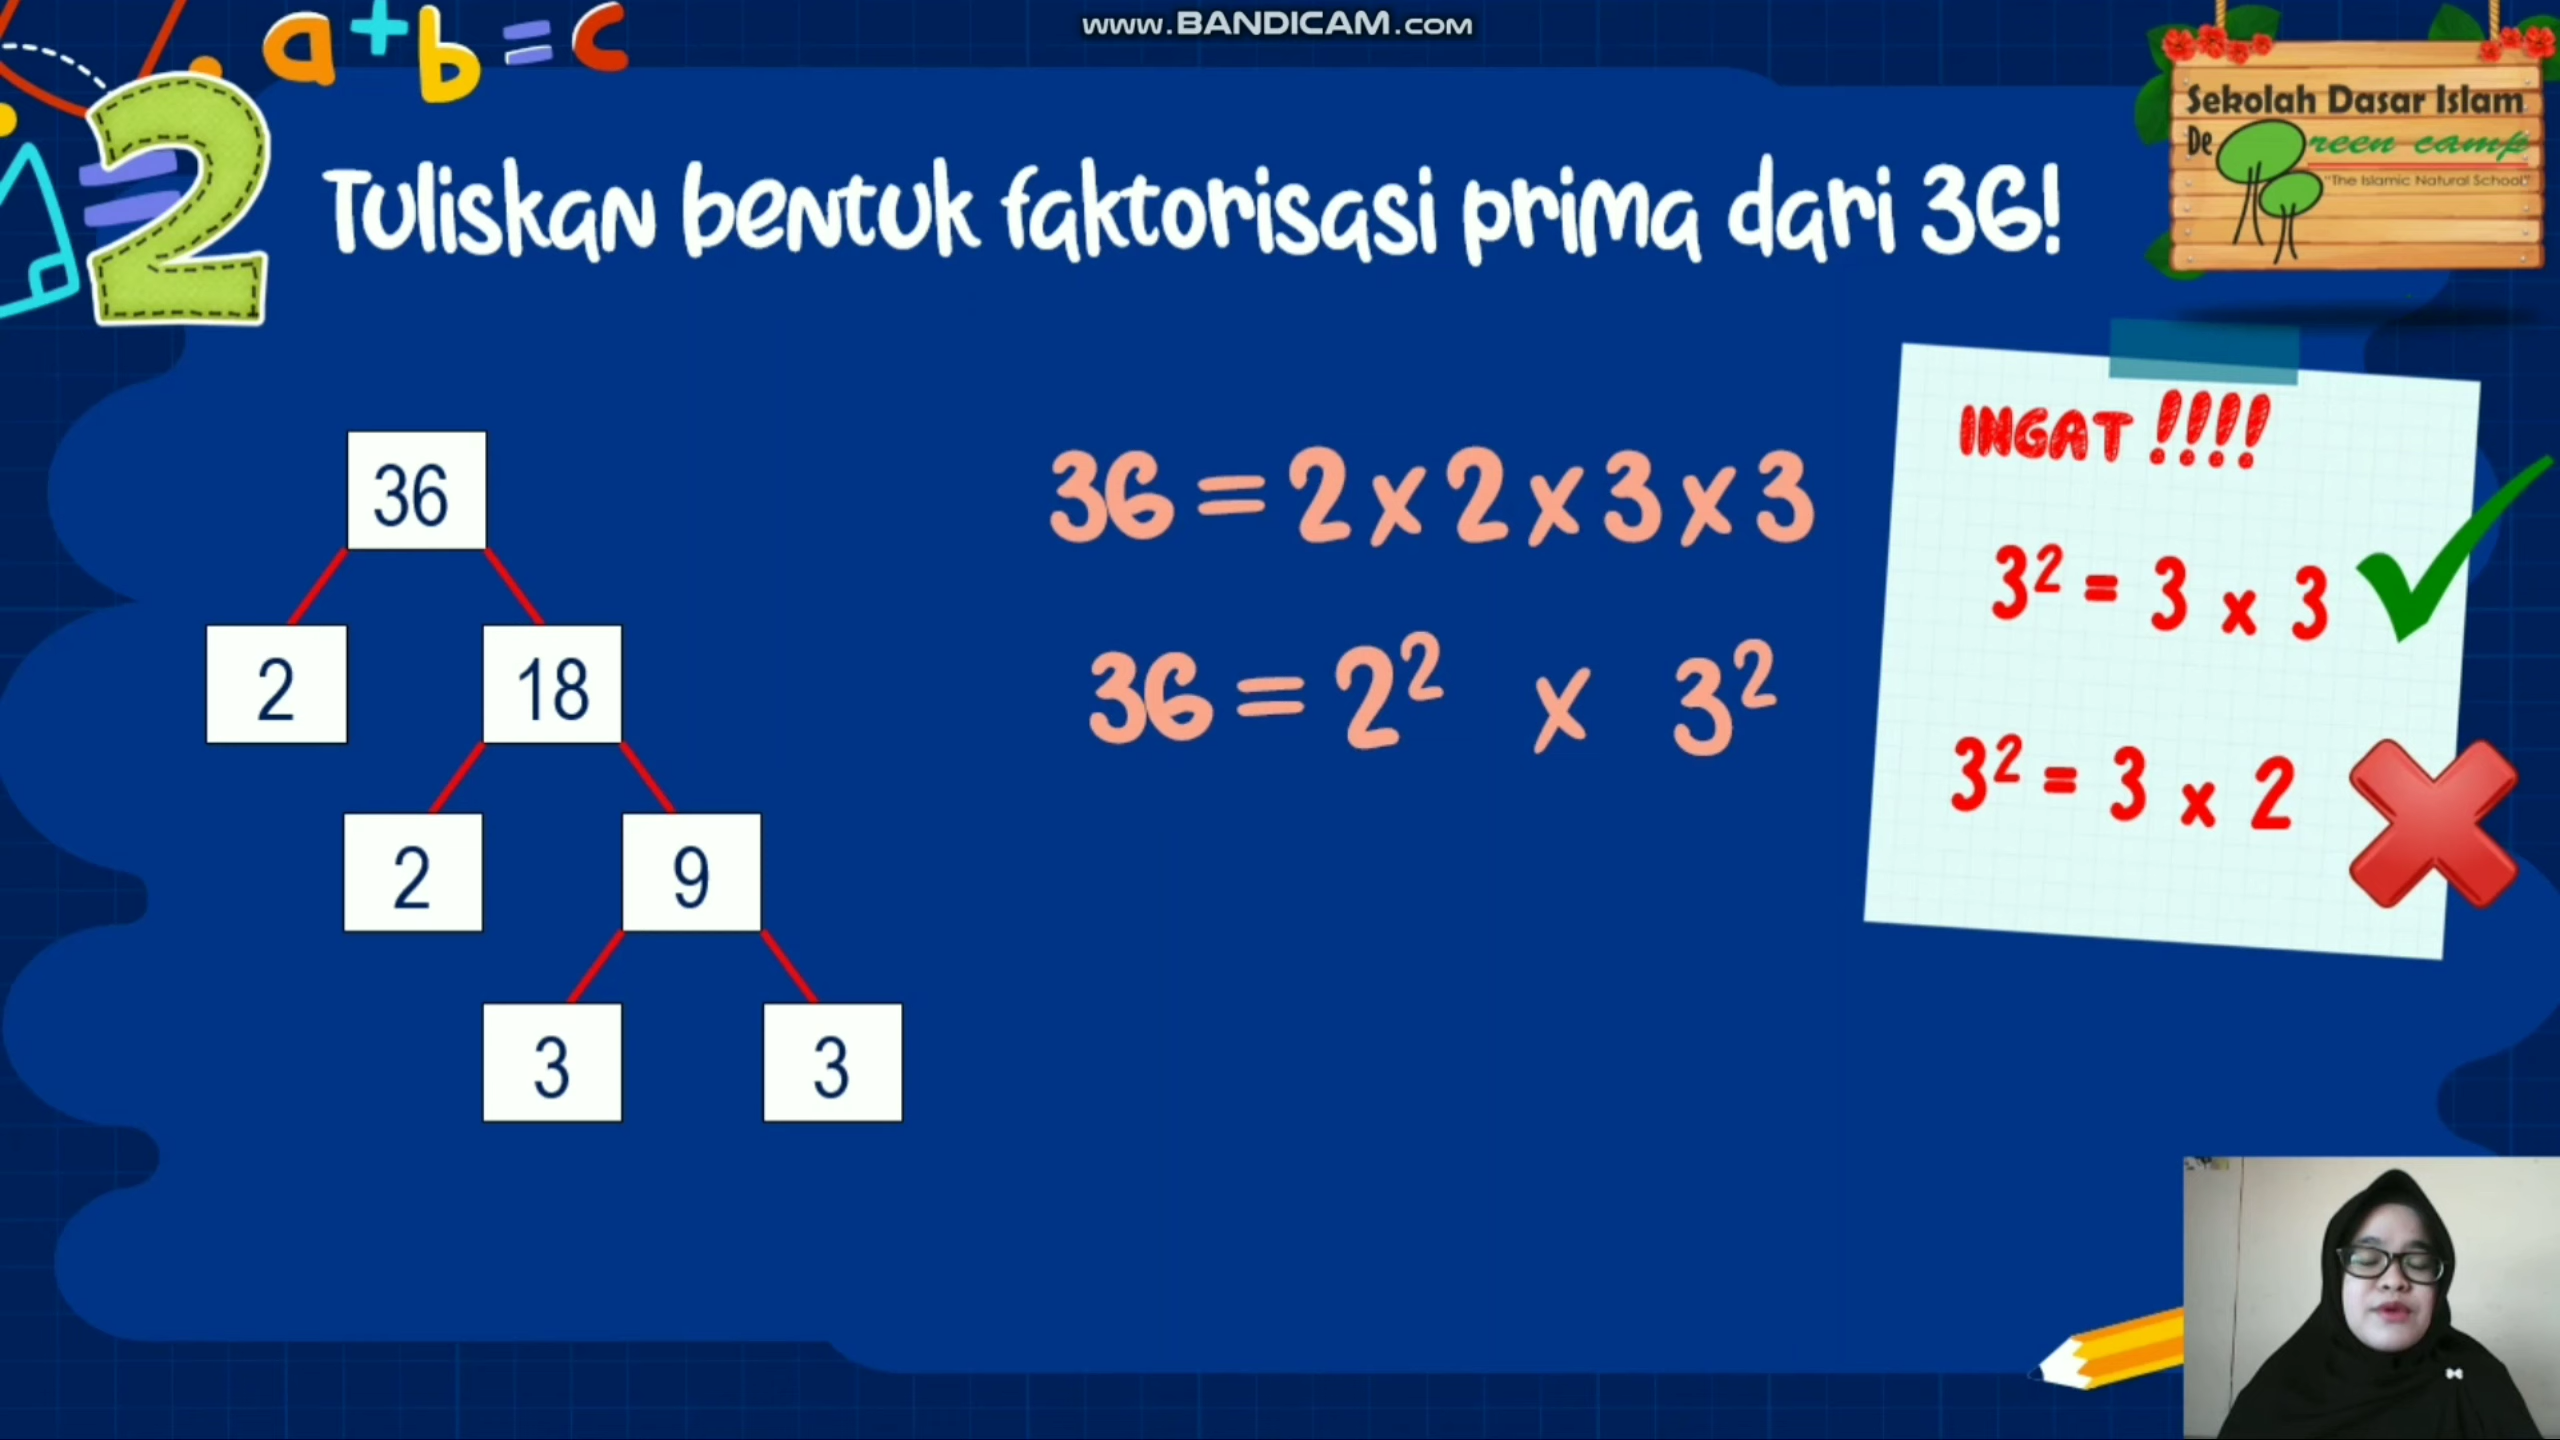 www.BANDICAM.com
a+b=c
Sekolah Dasar Islam
De Green camp
"The Islamic Natural School"
2
Tuliskan bentuk faktorisasi prima dari 36!
36
2
18
2
9
3
3
36 = 2 x 2 x 3 x 3
36 = 2² x 3²
INGAT !!!!
3² = 3 x 3
3² = 3 x 2